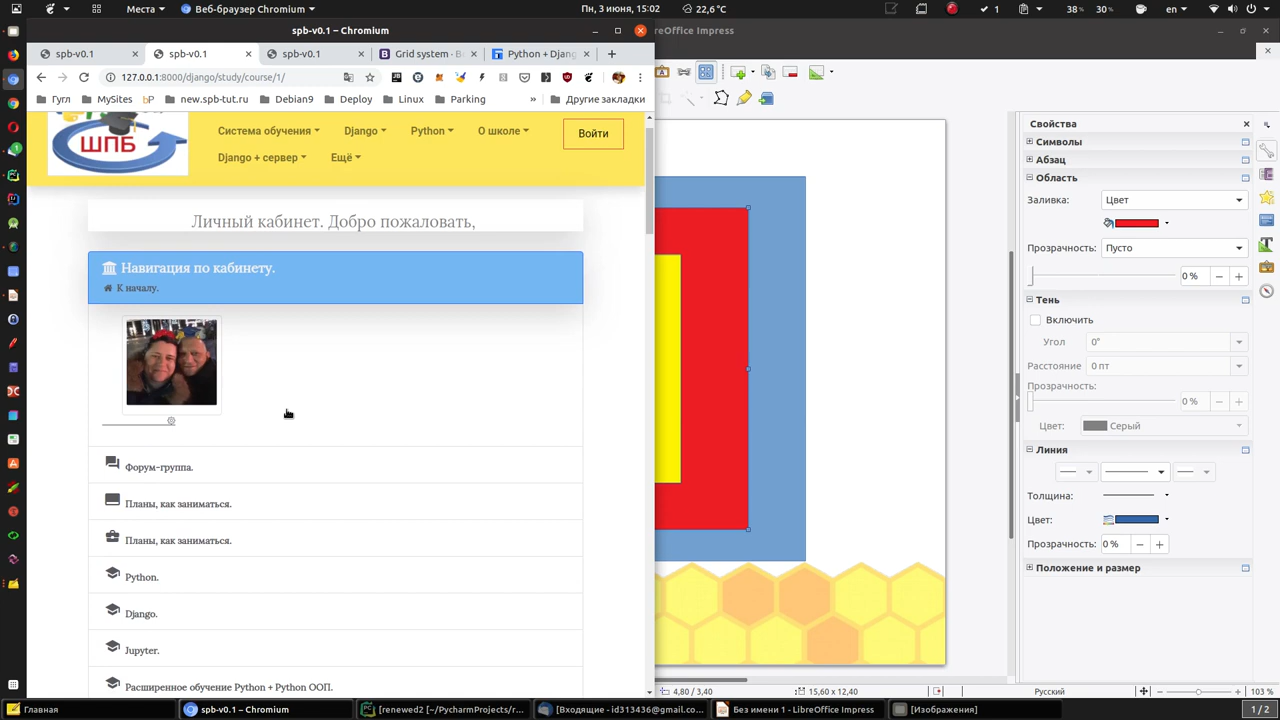 Места
Веб-браузер Chromium
Пн, 3 июня, 15:02
22,6°C
1
1
38%
30%
en
spb-v0.1 – Chromium
reOffice Impress
spb-v0.1
spb-v0.1
spb-v0.1
Grid system - B
Python + Djang
127.0.0.1:8000/django/study/course/1/
Гугл
MySites
bP
new.spb-tut.ru
Debian9
Deploy
Linux
Parking
»
Другие закладки
ШПБ
Система обучения
Django
Python
О школе
Войти
Django + сервер
Ещё
Личный кабинет. Добро пожаловать,
Навигация по кабинету.
К началу.
Форум-группа.
Планы, как заниматься.
Планы, как заниматься.
Python.
Django.
Jupyter.
Расширенное обучение Python + Python ООП.
Свойства
Символы
Абзац
Область
Заливка:
Цвет
Прозрачность:
Пусто
0 %
Тень
Включить
Угол
0°
Расстояние
0 пт
Прозрачность:
0 %
Цвет:
Серый
Линия
Толщина:
Цвет:
Прозрачность:
0 %
Положение и размер
4,80 / 3,40
15,60 x 12,40
Русский
103 %
Главная
spb-v0.1 – Chromium
[renewed2 [~/PycharmProjects/r...
[Входящие - id313436@gmail.co...
Без имени 1 - LibreOffice Impress
[Изображения]
1 / 2